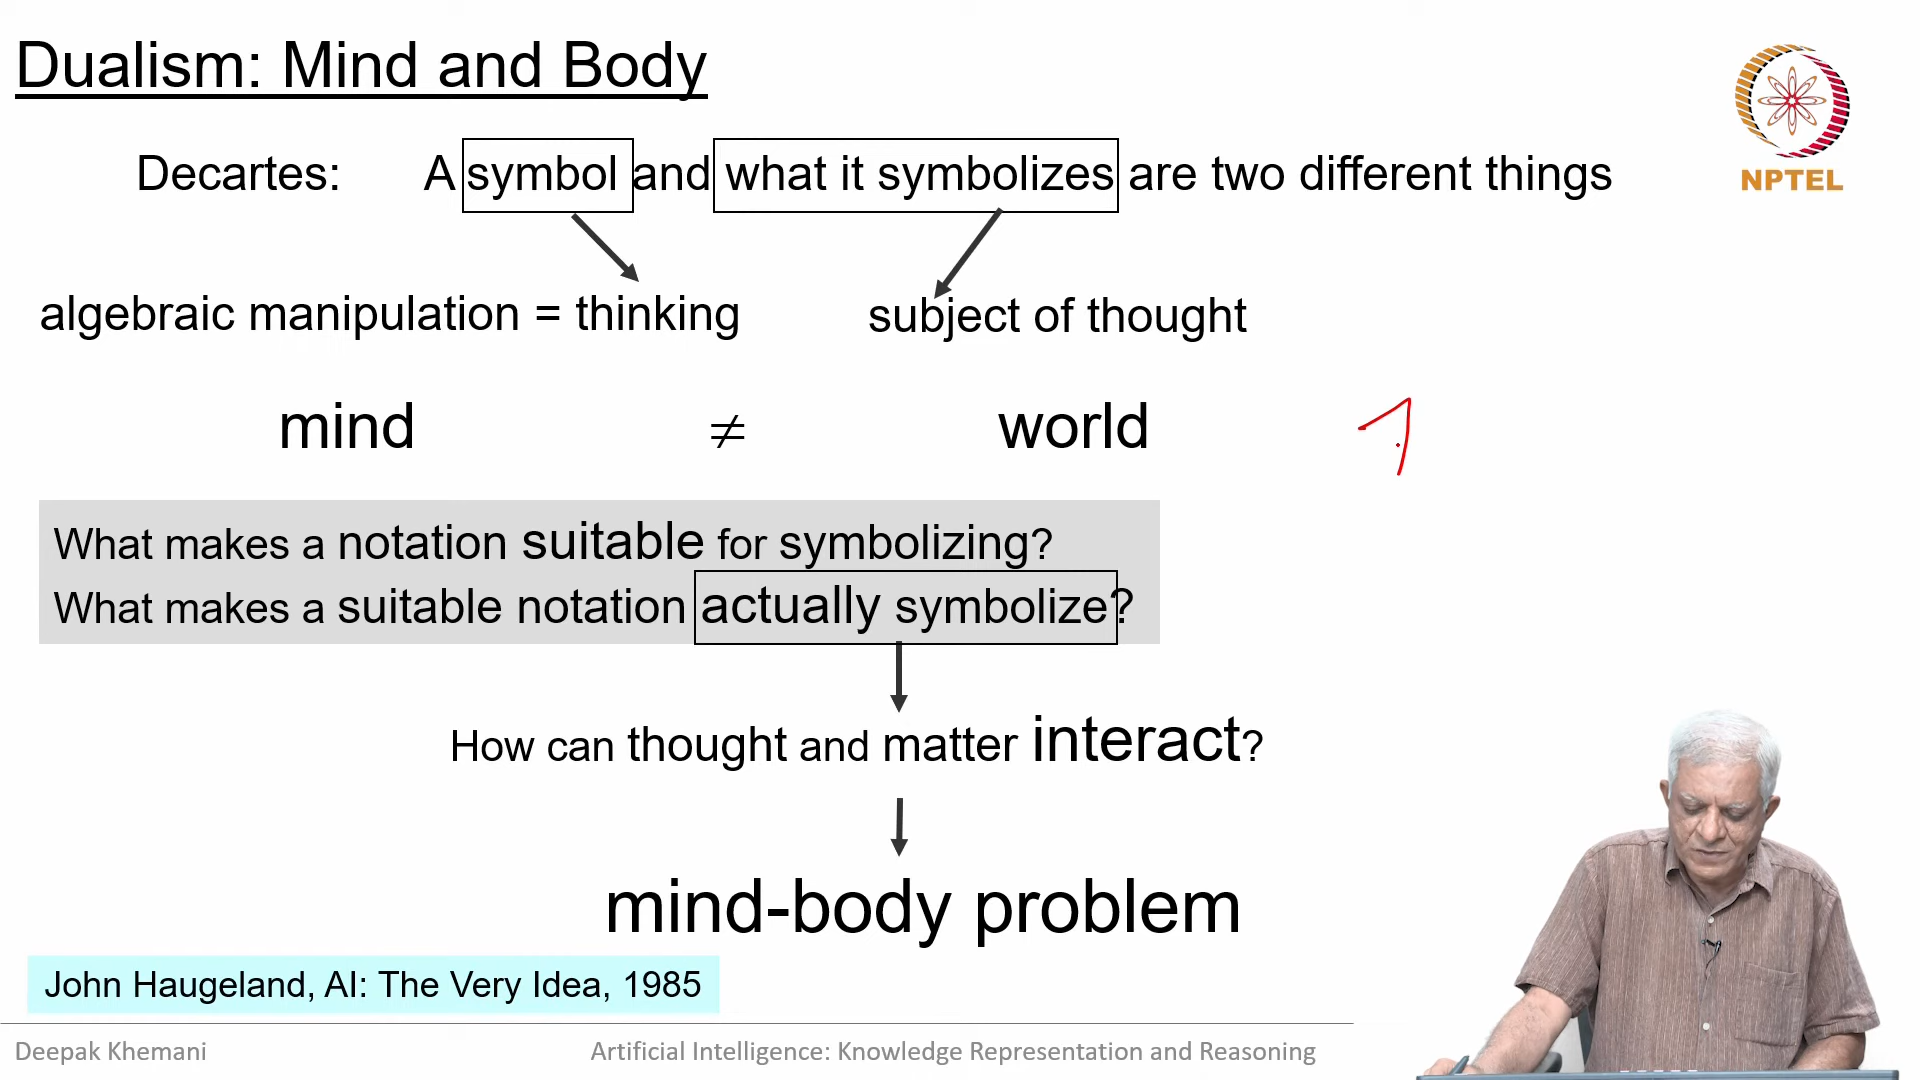 Dualism: Mind and Body
NPTEL
Decartes: A symbol and what it symbolizes are two different things
algebraic manipulation = thinking subject of thought
mind ≠ world
What makes a notation suitable for symbolizing?
What makes a suitable notation actually symbolize?
How can thought and matter interact?
mind-body problem
John Haugeland, AI: The Very Idea, 1985
Deepak Khemani Artificial Intelligence: Knowledge Representation and Reasoning